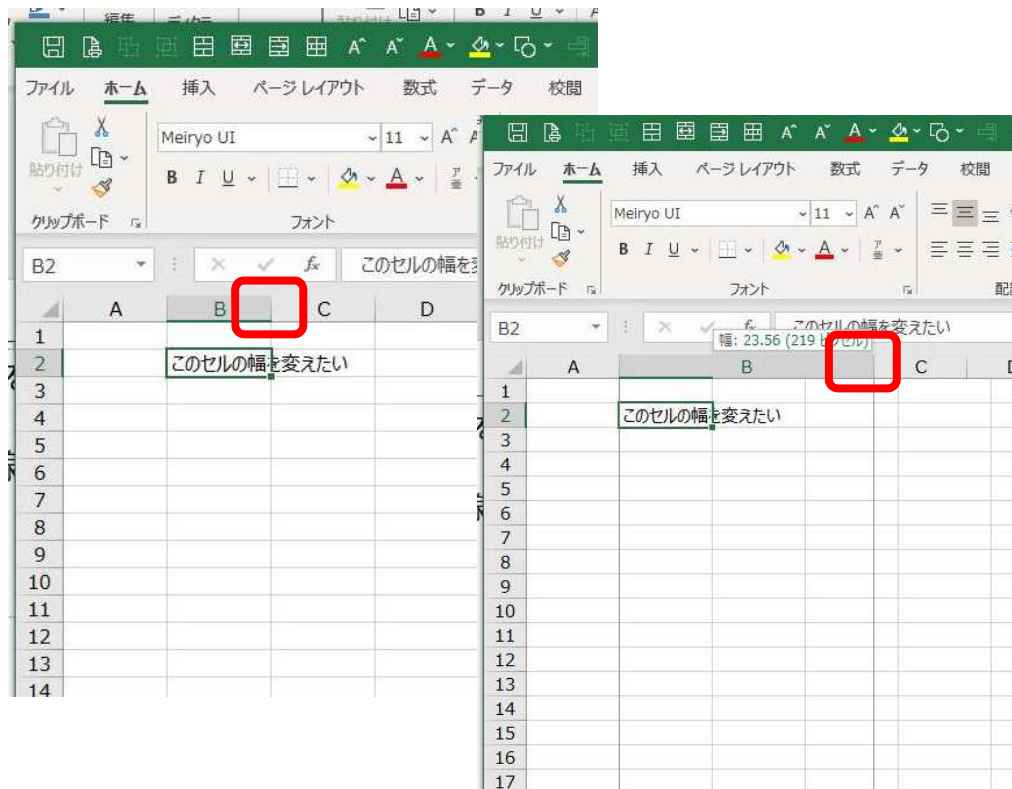 編集
ファイル ホーム 挿入 ページ レイアウト 数式 データ 校閲
Meiryo UI 11 A^ A
貼り付け
B I U A
クリップボード フォント
B2 fx このセルの幅を
A B C D
1
2 このセルの幅を変えたい
3
4
5
6
7
8
9
10
11
12
13
14
ファイル ホーム 挿入 ページ レイアウト 数式 データ 校閲
Meiryo UI 11 A^ Aˇ
貼り付け
B I U A
クリップボード フォント
B2 このセルの幅を変えたい
幅: 23.56 (219 ピクセル)
A B C
1
2 このセルの幅を変えたい
3
4
5
6
7
8
9
10
11
12
13
14
15
16
17